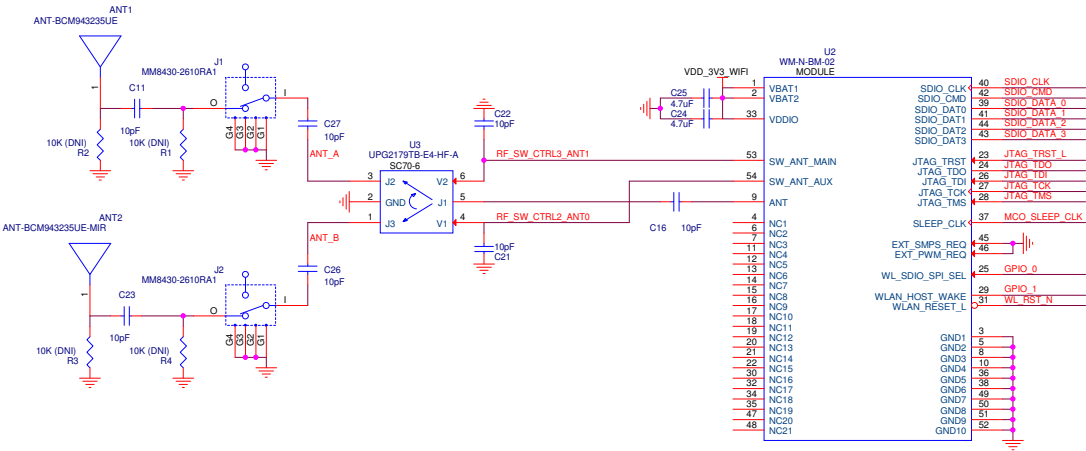 ANT1
ANT-BCM943235UE
1
C11
10pF
10K (DNI)
R2
10K (DNI)
R1
J1
MM8430-2610RA1
O
I
G4
G3
G2
G1
C27
10pF
ANT_A
ANT2
ANT-BCM943235UE-MIR
1
C23
10pF
10K (DNI)
R3
10K (DNI)
R4
J2
MM8430-2610RA1
O
I
G4
G3
G2
G1
ANT_B
C26
10pF
U3
UPG2179TB-E4-HF-A
SC70-6
3 J2 V2 6
2 GND J1 5
1 J3 V1 4
C22
10pF
RF_SW_CTRL3_ANT1
RF_SW_CTRL2_ANT0
10pF
C21
C16 10pF
VDD_3V3_WIFI
C25
4.7uF
C24
4.7uF
U2
WM-N-BM-02
MODULE
1 VBAT1
2 VBAT2
33 VDDIO
53 SW_ANT_MAIN
54 SW_ANT_AUX
9 ANT
4 NC1
6 NC2
7 NC3
11 NC4
12 NC5
13 NC6
14 NC7
15 NC8
16 NC9
17 NC10
18 NC11
19 NC12
20 NC13
21 NC14
22 NC15
30 NC16
32 NC17
34 NC18
35 NC19
47 NC20
48 NC21
SDIO_CLK 40 SDIO_CLK
SDIO_CMD 42 SDIO_CMD
SDIO_DAT0 39 SDIO_DATA_0
SDIO_DAT1 41 SDIO_DATA_1
SDIO_DAT2 44 SDIO_DATA_2
SDIO_DAT3 43 SDIO_DATA_3
JTAG_TRST 23 JTAG_TRST_L
JTAG_TDO 24 JTAG_TDO
JTAG_TDI 26 JTAG_TDI
JTAG_TCK 27 JTAG_TCK
JTAG_TMS 28 JTAG_TMS
SLEEP_CLK 37 MCO_SLEEP_CLK
EXT_SMPS_REQ 45
EXT_PWM_REQ 46
WL_SDIO_SPI_SEL 25 GPIO_0
WLAN_HOST_WAKE 29 GPIO_1
WLAN_RESET_L 31 WL_RST_N
GND1 3
GND2 5
GND3 8
GND4 10
GND5 36
GND6 38
GND7 49
GND8 50
GND9 51
GND10 52